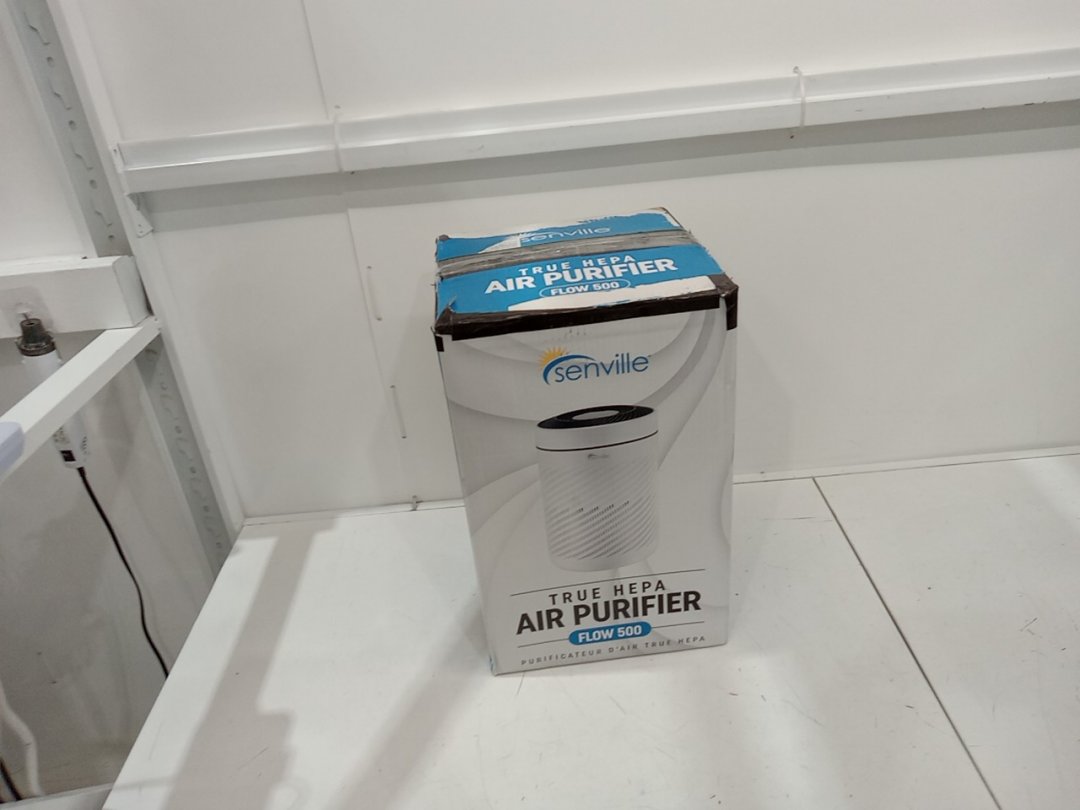 senville
TRUE HEPA
AIR PURIFIER
FLOW 500
senville
TRUE HEPA
AIR PURIFIER
FLOW 500
PURIFICATEUR D'AIR TRUE HEPA